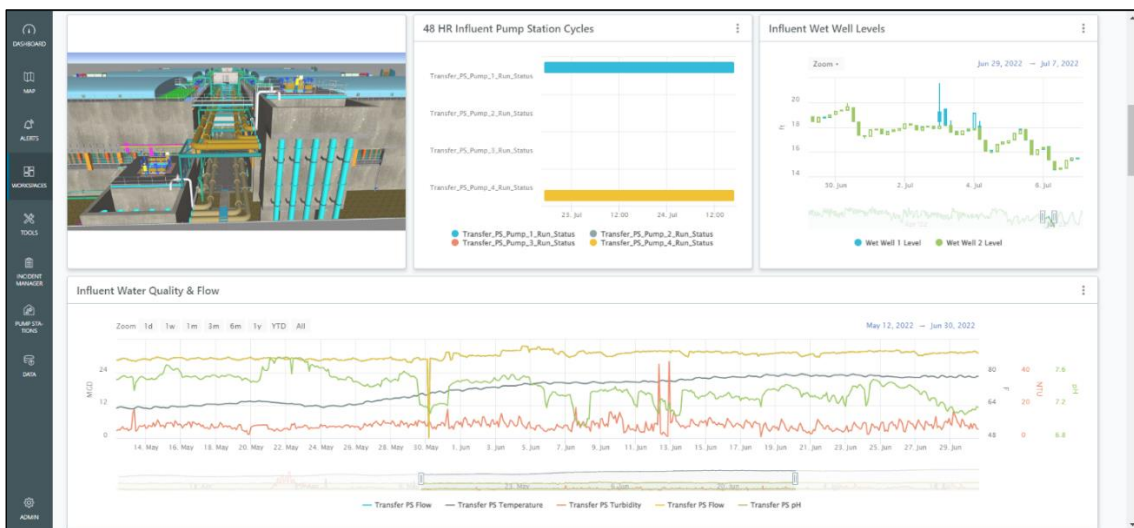 DASHBOARD
MAP
ALERTS
WORKSPACES
TOOLS
INCIDENT
MANAGER
PUMP STA-
TIONS
DATA
ADMIN
48 HR Influent Pump Station Cycles
Transfer_PS_Pump_1_Run_Status
Transfer_PS_Pump_2_Run_Status
Transfer_PS_Pump_3_Run_Status
Transfer_PS_Pump_4_Run_Status
23. Jul 12:00 24. Jul 12:00
Transfer_PS_Pump_1_Run_Status Transfer_PS_Pump_2_Run_Status
Transfer_PS_Pump_3_Run_Status Transfer_PS_Pump_4_Run_Status
Influent Wet Well Levels
Zoom Jun 29, 2022 → Jul 7, 2022
20
18
16
14
ft
30. Jun 2. Jul 4. Jul 6. Jul
Wet Well 1 Level Wet Well 2 Level
Influent Water Quality & Flow
Zoom 1d 1w 1m 3m 6m 1y YTD All May 12, 2022 → Jun 30, 2022
24 80 40 7.6
MGD F NTU pH
12 64 20 7.2
0 48 0 6.8
14. May 16. May 18. May 20. May 22. May 24. May 26. May 28. May 30. May 1. Jun 3. Jun 5. Jun 7. Jun 9. Jun 11. Jun 13. Jun 15. Jun 17. Jun 19. Jun 21. Jun 23. Jun 25. Jun 27. Jun 29. Jun
Transfer PS Flow Transfer PS Temperature Transfer PS Turbidity Transfer PS Flow Transfer PS pH